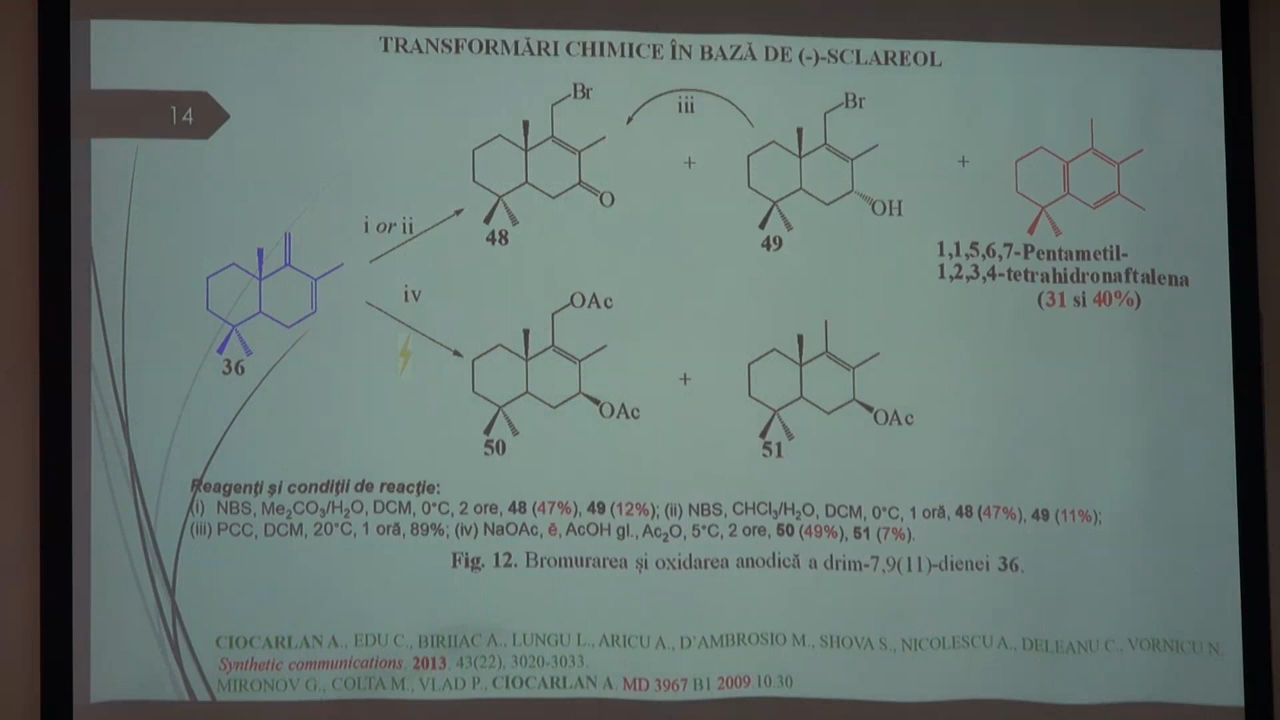 TRANSFORMĂRI CHIMICE ÎN BAZĂ DE (-)-SCLAREOL
14
Br
iii
Br
+
+
O
OH
i or ii
48
49
1,1,5,6,7-Pentametil-
1,2,3,4-tetrahidronaftalena
(31 si 40%)
iv
OAc
36
+
OAc
OAc
50
51
Reagenţi şi condiţii de reacţie:
(i) NBS, Me₂CO₃/H₂O, DCM, 0°C, 2 ore, 48 (47%), 49 (12%); (ii) NBS, CHCl₃/H₂O, DCM, 0°C, 1 oră, 48 (47%), 49 (11%);
(iii) PCC, DCM, 20°C, 1 oră, 89%; (iv) NaOAc, ē, AcOH gl., Ac₂O, 5°C, 2 ore, 50 (49%), 51 (7%).
Fig. 12. Bromurarea şi oxidarea anodică a drim-7,9(11)-dienei 36.
CIOCARLAN A., EDU C., BIRIIAC A., LUNGU L., ARICU A., D'AMBROSIO M., SHOVA S., NICOLESCU A., DELEANU C., VORNICU N.
Synthetic communications, 2013, 43(22), 3020-3033.
MIRONOV G., COLTA M., VLAD P., CIOCARLAN A. MD 3967 B1 2009.10.30